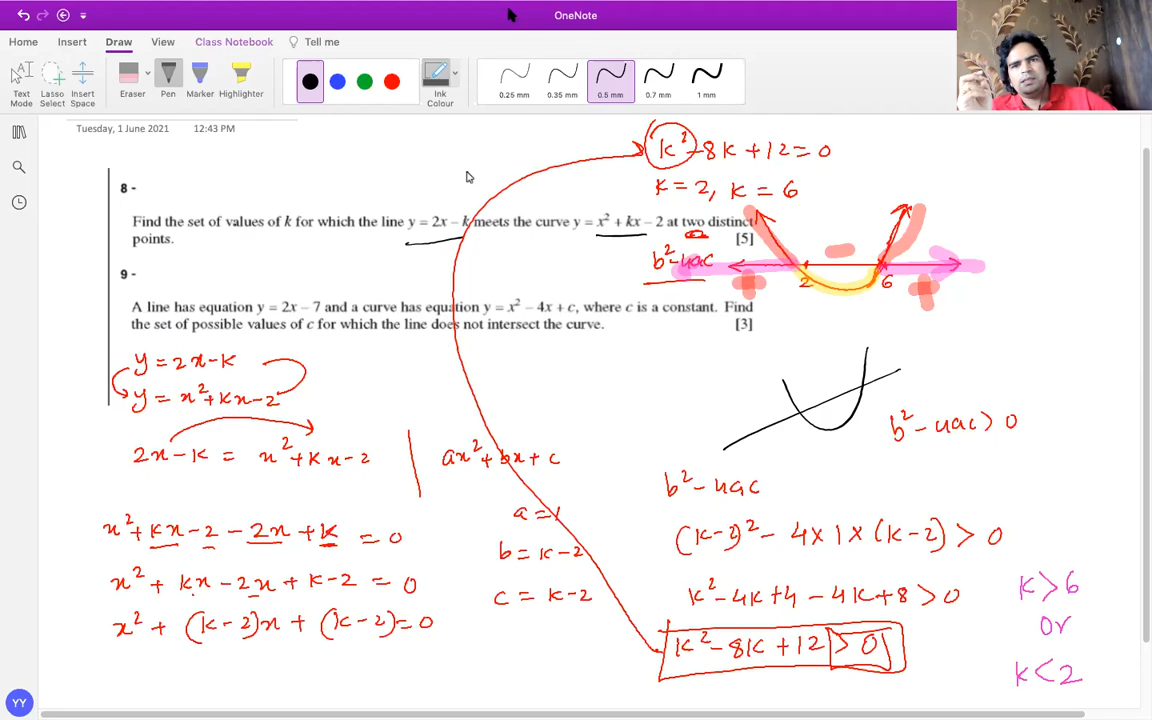 OneNote
Home Insert Draw View Class Notebook Tell me
Text Mode
Lasso Select
Insert Space
Eraser
Pen
Marker
Highlighter
Ink Colour
0.25 mm
0.35 mm
0.5 mm
0.7 mm
1 mm
Tuesday, 1 June 2021 12:43 PM
8 -
Find the set of values of k for which the line y = 2x – k meets the curve y = x² + kx – 2 at two distinct
points. [5]
9 -
A line has equation y = 2x – 7 and a curve has equation y = x² – 4x + c, where c is a constant. Find
the set of possible values of c for which the line does not intersect the curve. [3]
y = 2x-k
y = x²+kx-2
2x-k = x²+kx-2
x²+kx-2-2x+k = 0
x²+kx-2x+k-2 = 0
x²+(k-2)x+(k-2)=0
ax²+bx+c
a=1
b=k-2
c = k-2
k²-8k+12=0
k=2, k=6
b²-4ac
2 6
b²-4ac>0
b²-4ac
(k-2)²-4×1×(k-2)>0
k²-4k+4-4k+8>0
k²-8k+12>0
k>6
or
k<2
YY